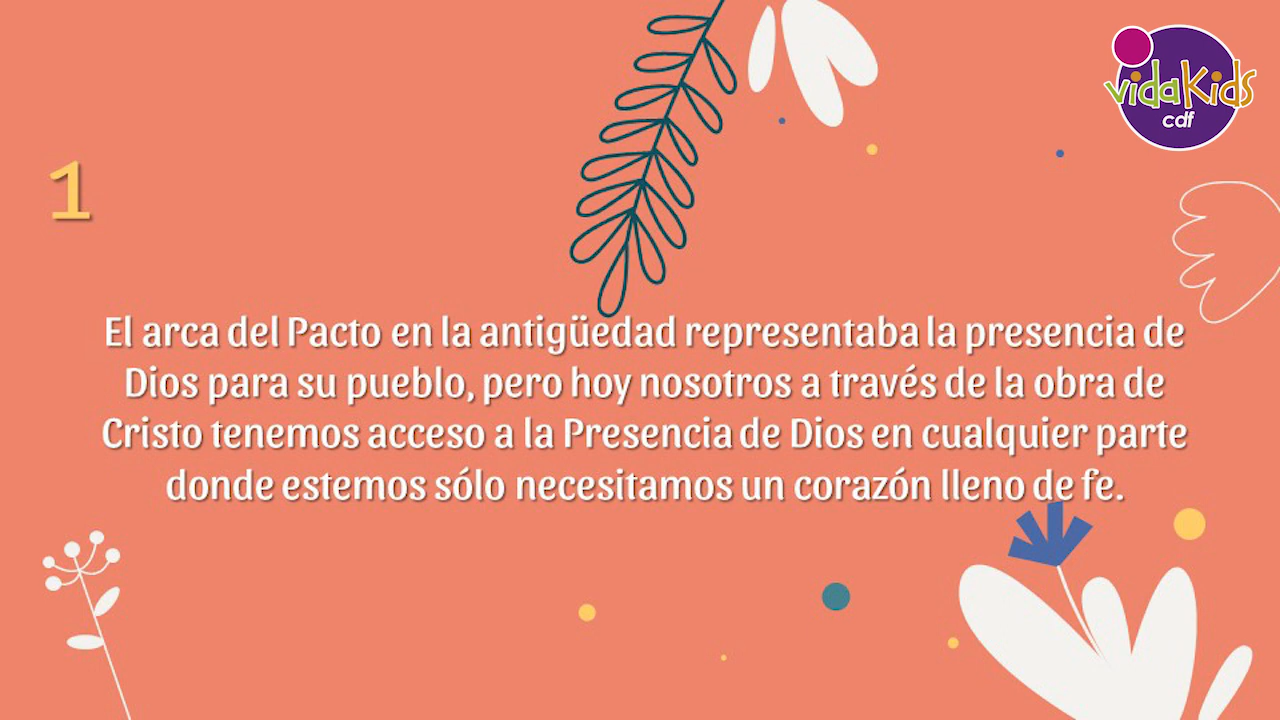 vidaKids
cdf
1
El arca del Pacto en la antigüedad representaba la presencia de
Dios para su pueblo, pero hoy nosotros a través de la obra de
Cristo tenemos acceso a la Presencia de Dios en cualquier parte
donde estemos sólo necesitamos un corazón lleno de fe.